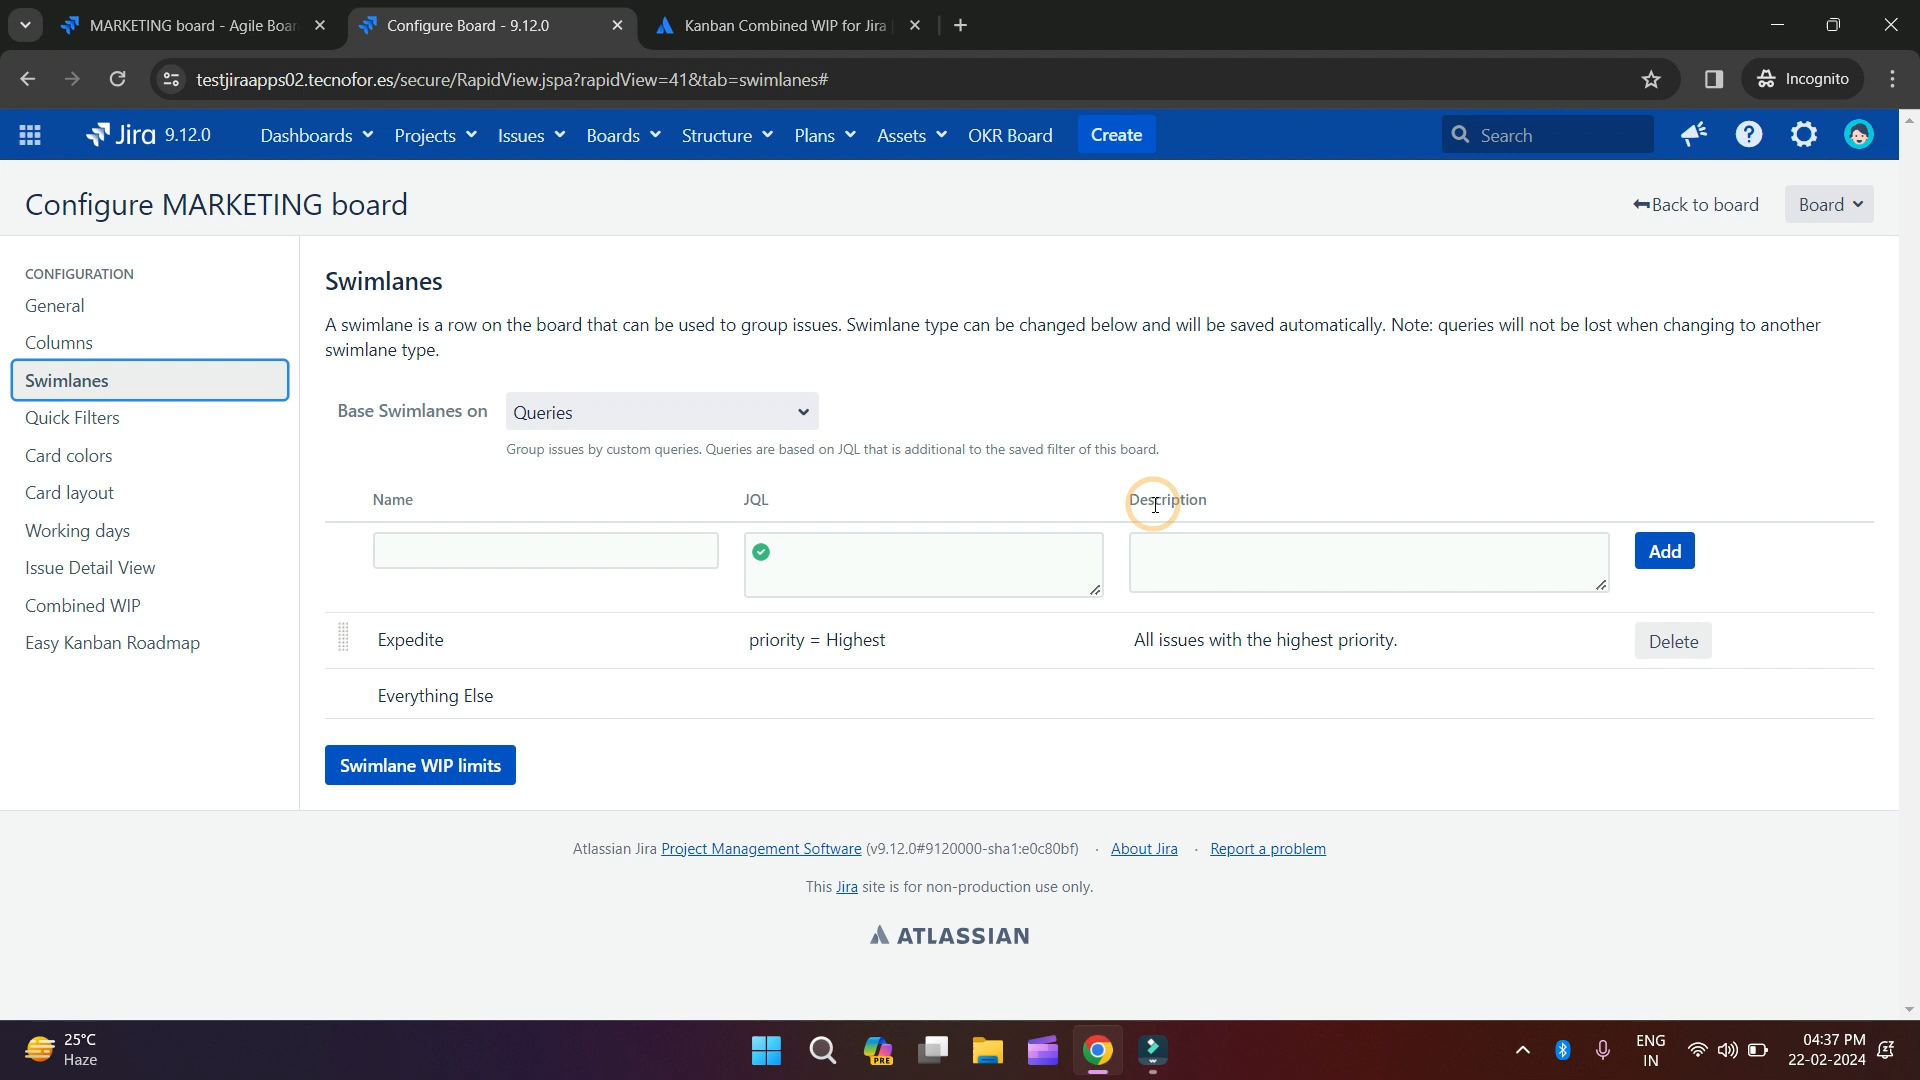 MARKETING board - Agile Boar
Configure Board - 9.12.0
Kanban Combined WIP for Jira
testjiraapps02.tecnofor.es/secure/RapidView.jspa?rapidView=41&tab=swimlanes#
Incognito
Jira 9.12.0
Dashboards
Projects
Issues
Boards
Structure
Plans
Assets
OKR Board
Create
Search
Configure MARKETING board
Back to board
Board
CONFIGURATION
General
Columns
Swimlanes
Quick Filters
Card colors
Card layout
Working days
Issue Detail View
Combined WIP
Easy Kanban Roadmap
Swimlanes
A swimlane is a row on the board that can be used to group issues. Swimlane type can be changed below and will be saved automatically. Note: queries will not be lost when changing to another
swimlane type.
Base Swimlanes on
Queries
Group issues by custom queries. Queries are based on JQL that is additional to the saved filter of this board.
Name
JQL
Description
Add
Expedite
priority = Highest
All issues with the highest priority.
Delete
Everything Else
Swimlane WIP limits
Atlassian Jira Project Management Software (v9.12.0#9120000-sha1:e0c80bf) · About Jira · Report a problem
This Jira site is for non-production use only.
ATLASSIAN
25°C
Haze
PRE
ENG
IN
04:37 PM
22-02-2024